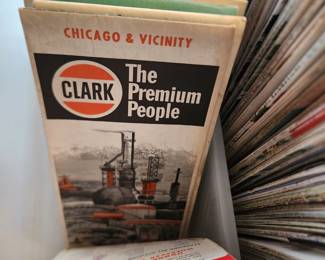 CHICAGO & VICINITY
CLARK
The
Premium
People